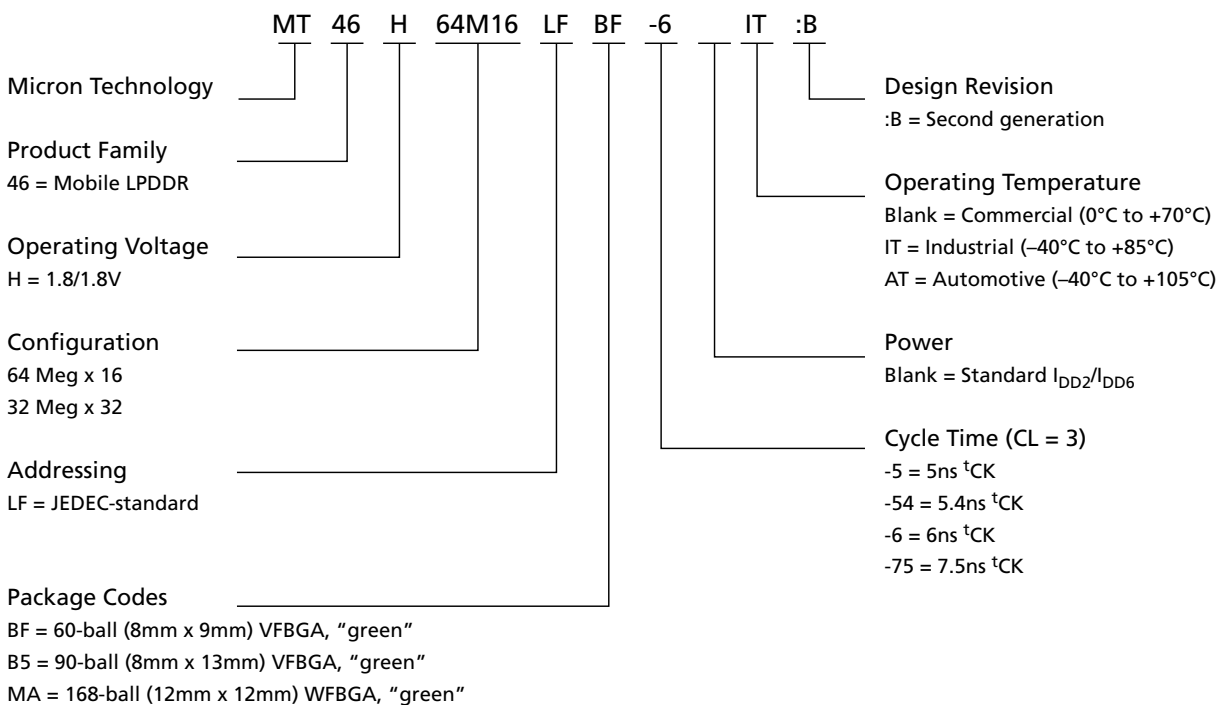 MT 46 H 64M16 LF BF -6 IT :B
Micron Technology
Product Family
46 = Mobile LPDDR
Operating Voltage
H = 1.8/1.8V
Configuration
64 Meg x 16
32 Meg x 32
Addressing
LF = JEDEC-standard
Package Codes
BF = 60-ball (8mm x 9mm) VFBGA, “green”
B5 = 90-ball (8mm x 13mm) VFBGA, “green”
MA = 168-ball (12mm x 12mm) WFBGA, “green”
Design Revision
:B = Second generation
Operating Temperature
Blank = Commercial (0°C to +70°C)
IT = Industrial (–40°C to +85°C)
AT = Automotive (–40°C to +105°C)
Power
Blank = Standard IDD2/IDD6
Cycle Time (CL = 3)
-5 = 5ns tCK
-54 = 5.4ns tCK
-6 = 6ns tCK
-75 = 7.5ns tCK